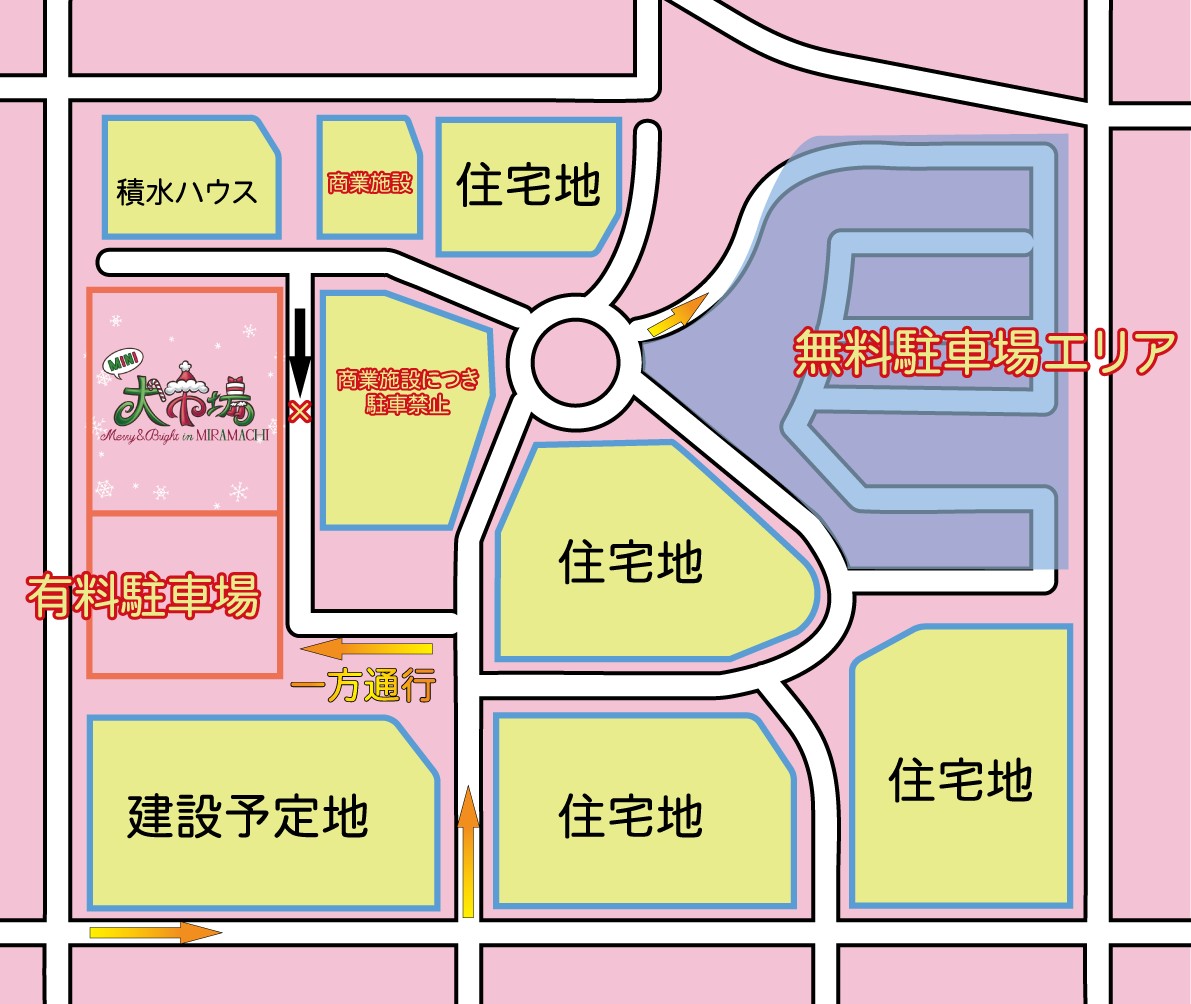 積水ハウス
商業施設
住宅地
MINI
大市場
Merry&Bright in MIRAMACHI
×
商業施設につき
駐車禁止
無料駐車場エリア
住宅地
有料駐車場
一方通行
建設予定地
住宅地
住宅地